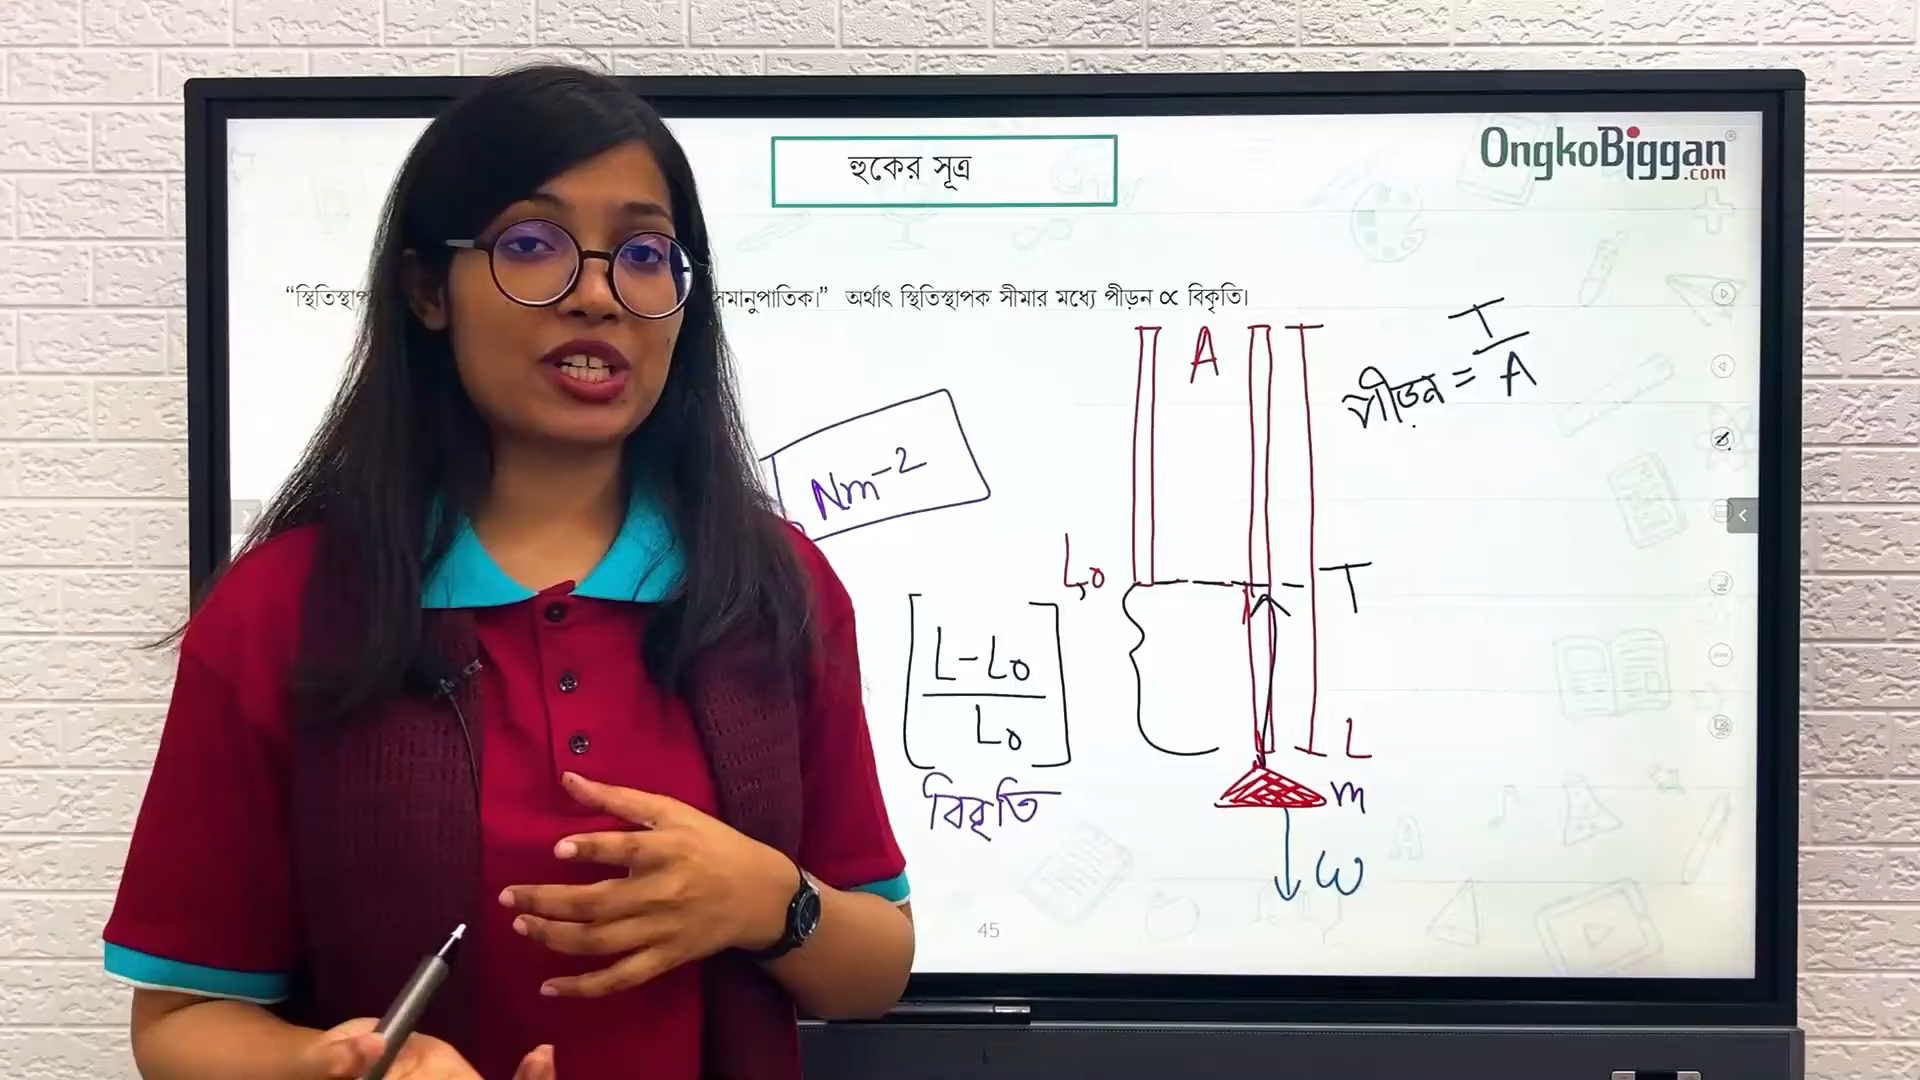 হুকের সূত্র
OngkoBiggan
.com
“স্থিতিস্থাপ সমানুপাতিক।” অর্থাৎ স্থিতিস্থাপক সীমার মধ্যে পীড়ন ∝ বিকৃতি।
A
পীড়ন = T/A
Nm⁻²
L₀
T
[L-L₀/L₀]
বিকৃতি
L
m
W
45